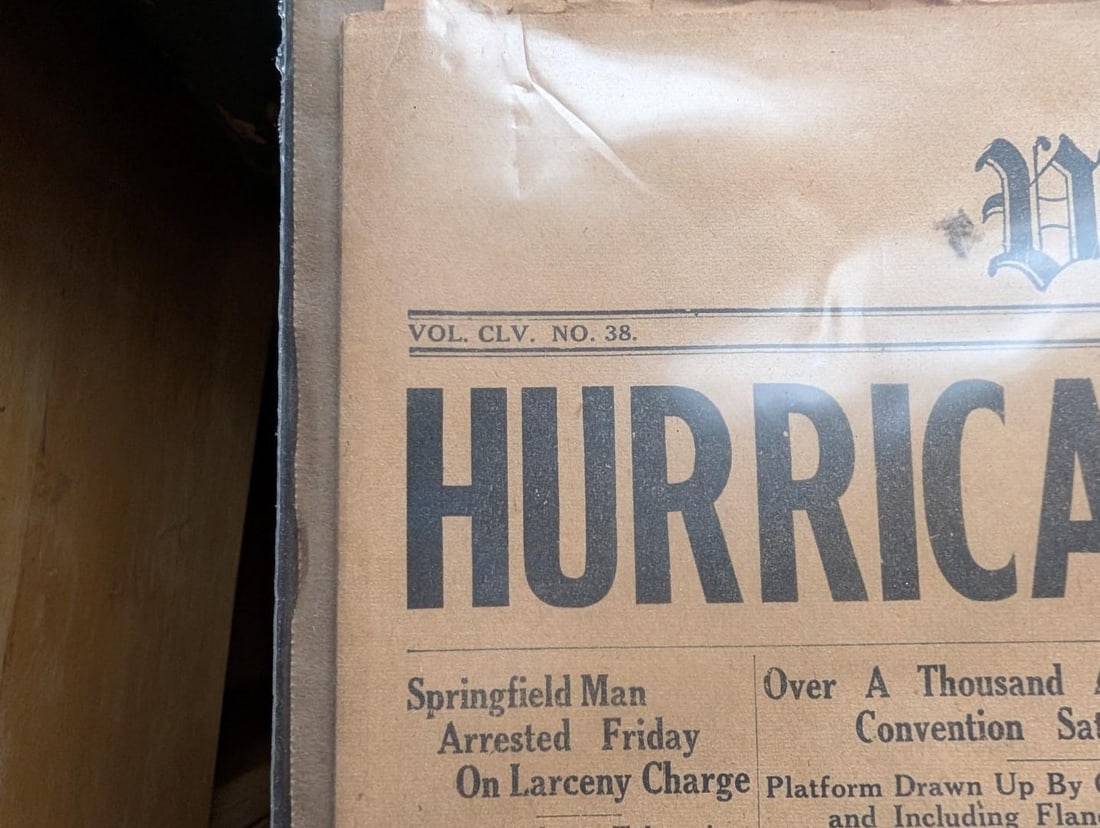 VOL. CLV. NO. 38.
HURRICA
Springfield Man
Arrested Friday
On Larceny Charge
Over A Thousand
Convention Sat
Platform Drawn Up By
and Including Flan